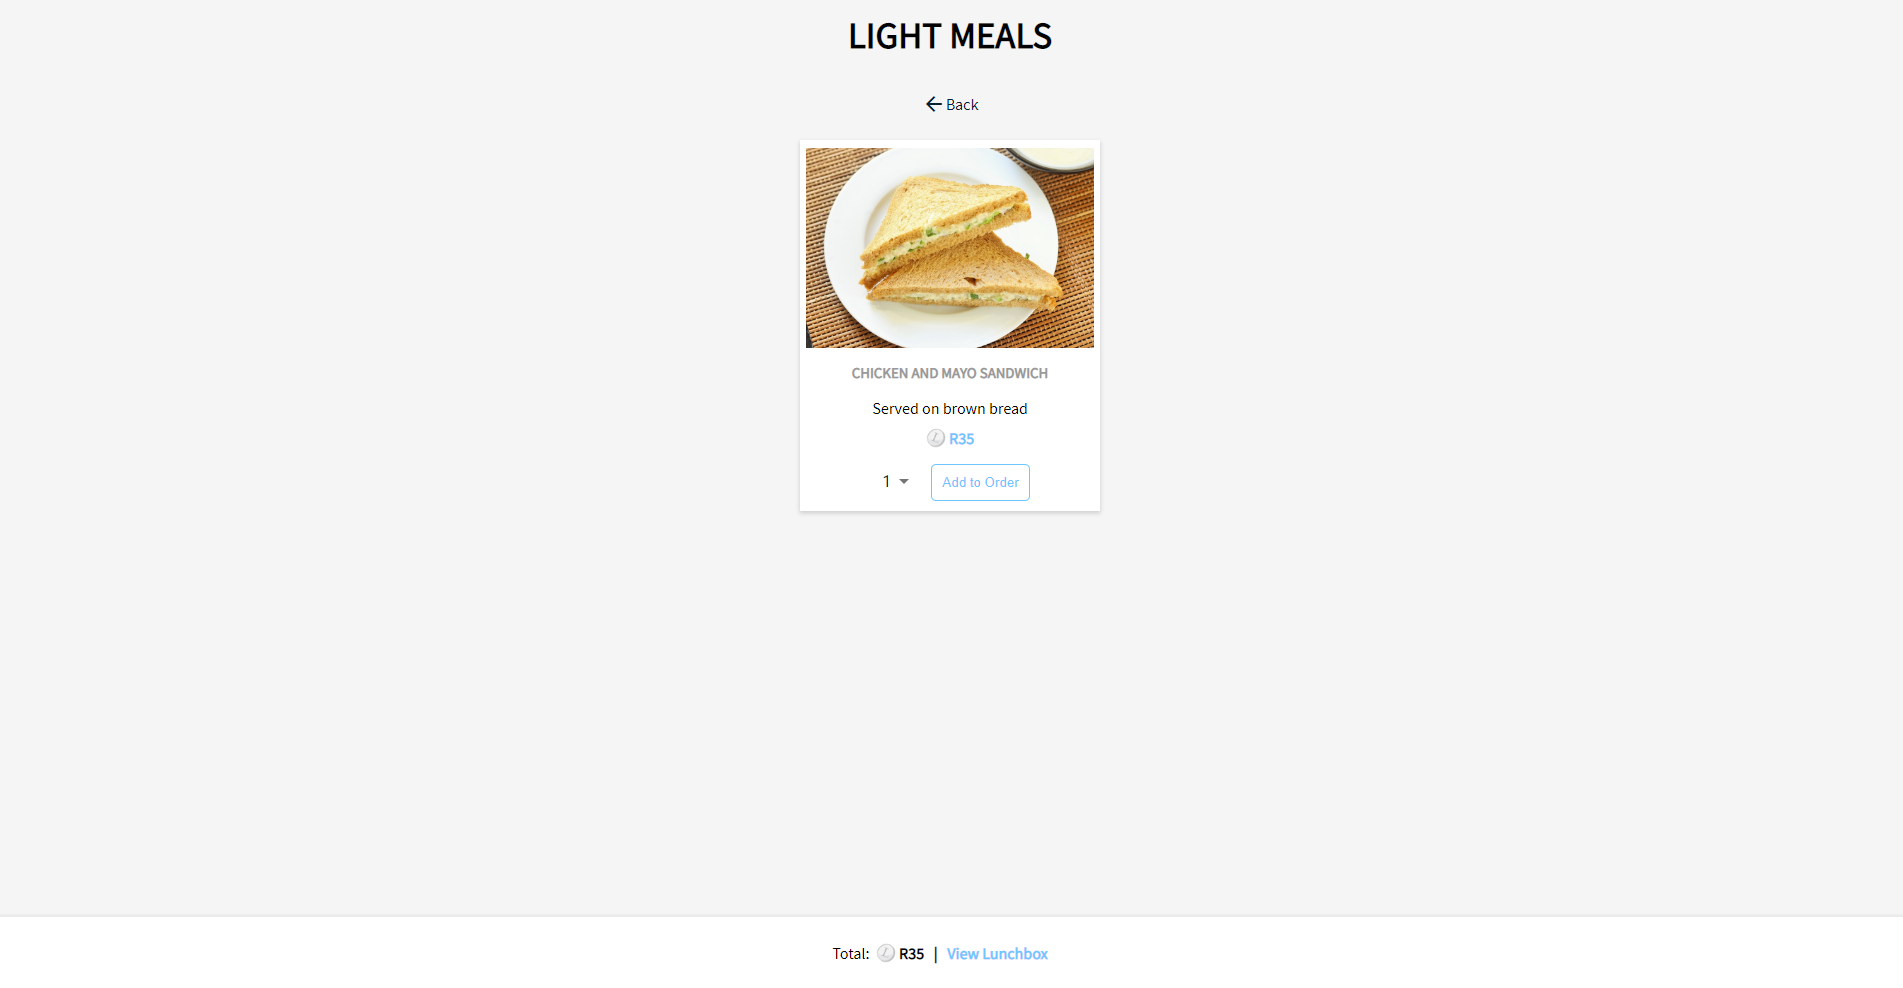 LIGHT MEALS
Back
CHICKEN AND MAYO SANDWICH
Served on brown bread
R35
1 Add to Order
Total: R35 | View Lunchbox